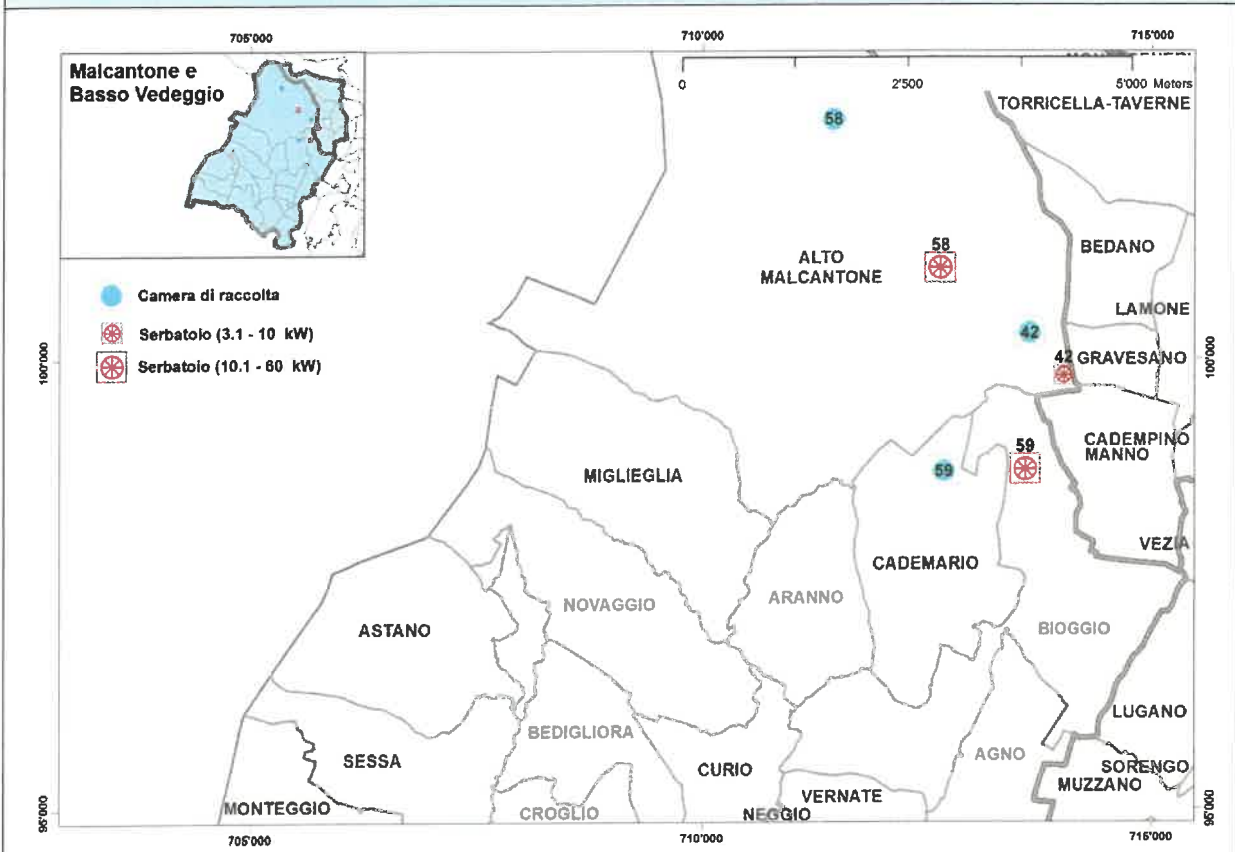 705'000
710'000
715'000
Malcantone e
Basso Vedeggio
0
2'500
5'000 Meters
TORRICELLA-TAVERNE
58
58
ALTO
MALCANTONE
BEDANO
LAMONE
Camera di raccolta
Serbatoio (3.1 - 10 kW)
Serbatoio (10.1 - 60 kW)
42
42
GRAVESANO
100'000
100'000
CADEMPINO
MANNO
59
59
MIGLIEGLIA
VEZIA
CADEMARIO
NOVAGGIO
ARANNO
ASTANO
BIOGGIO
LUGANO
BEDIGLIORA
AGNO
SESSA
CURIO
SORENGO
MUZZANO
VERNATE
MONTEGGIO
CROGLIO
NEGGIO
95'000
95'000
705'000
710'000
715'000